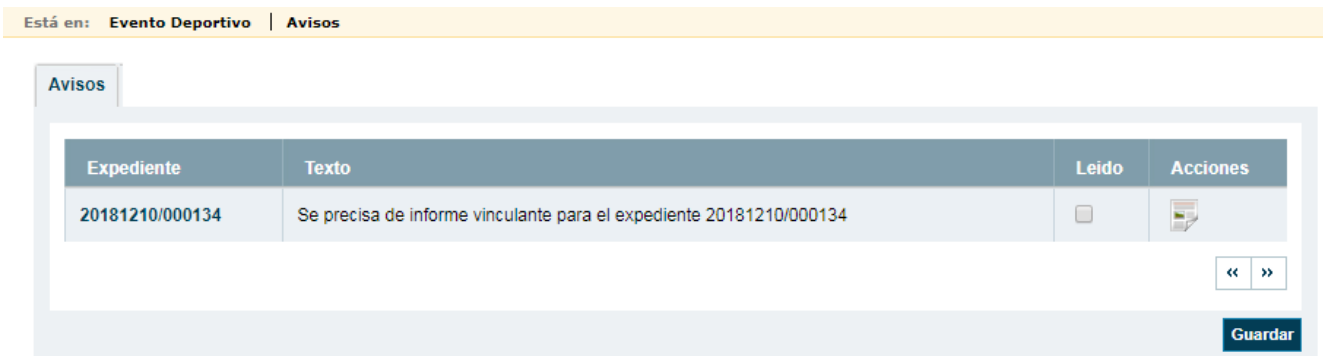 Está en: Evento Deportivo | Avisos
Avisos
Expediente Texto Leido Acciones
20181210/000134 Se precisa de informe vinculante para el expediente 20181210/000134
« »
Guardar